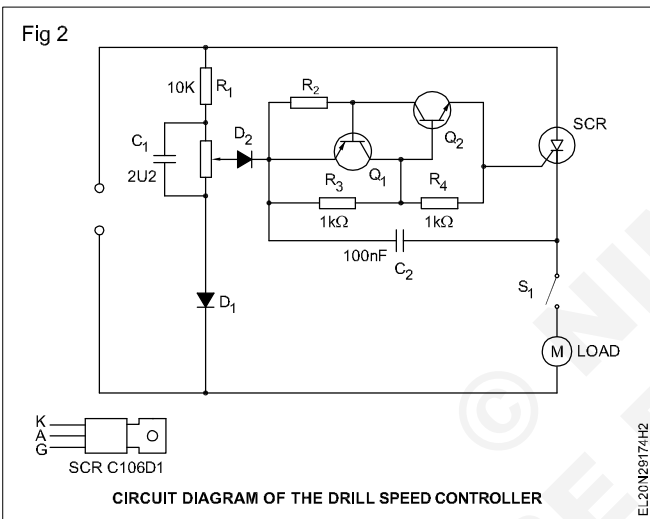 Fig 2
10K R1
R2
SCR
C1
2U2
D2
Q1
Q2
R3
1kΩ
R4
1kΩ
100nF
C2
S1
D1
M LOAD
K
A
G
SCR C106D1
CIRCUIT DIAGRAM OF THE DRILL SPEED CONTROLLER
EL20N29174H2
©